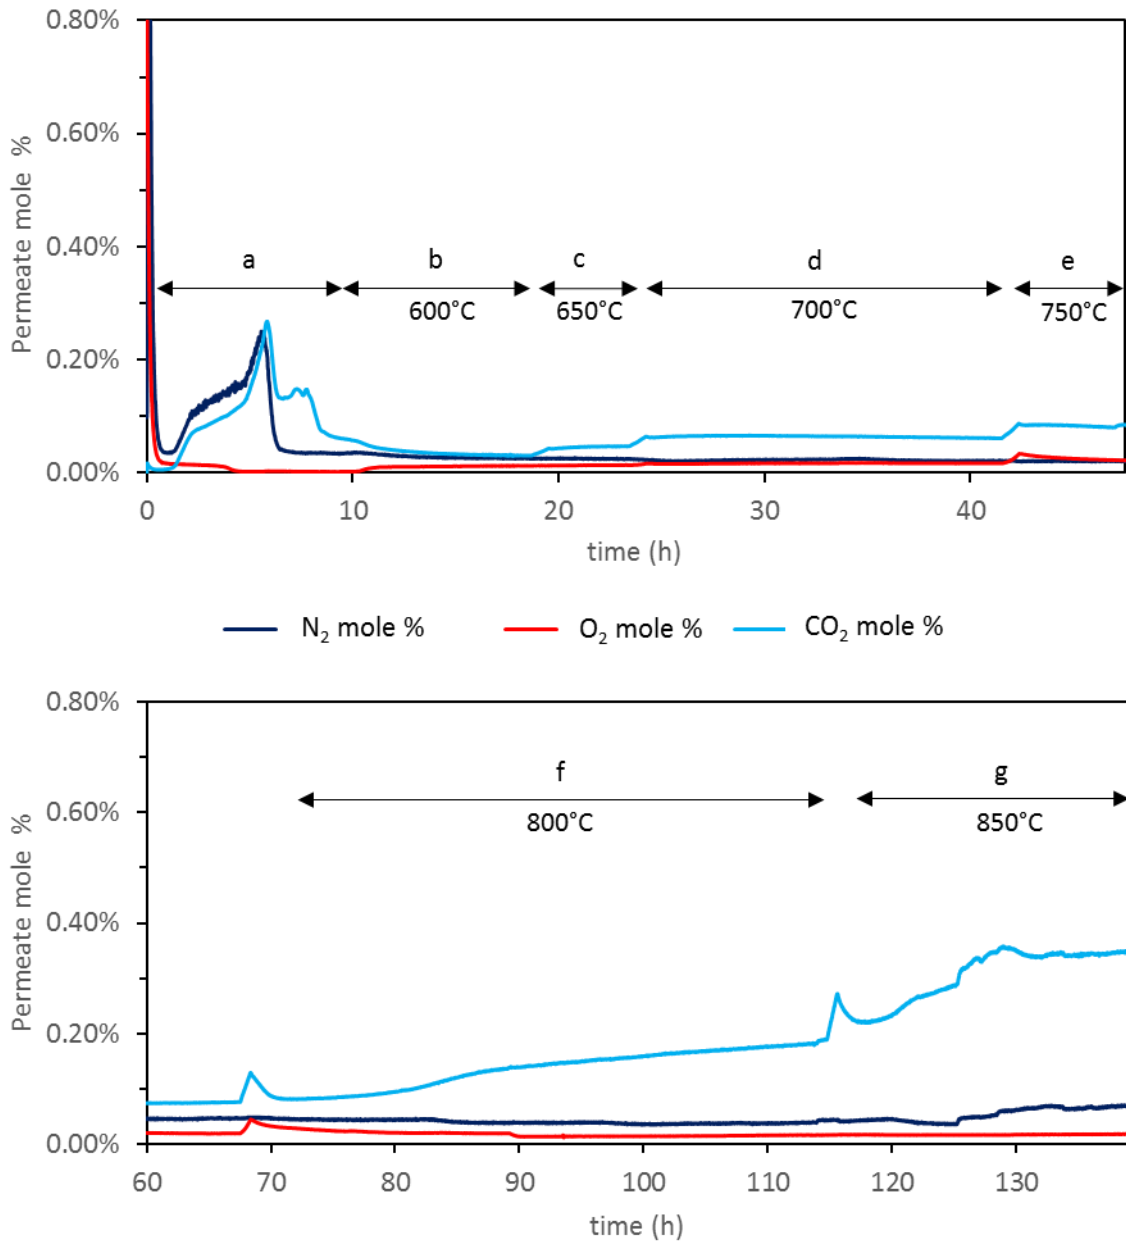 0.80%
0.60%
0.40%
0.20%
0.00%
Permeate mole %
a
b
c
d
e
600°C
650°C
700°C
750°C
0
10
20
30
40
time (h)
N₂ mole %
O₂ mole %
CO₂ mole %
0.80%
0.60%
0.40%
0.20%
0.00%
Permeate mole %
f
g
800°C
850°C
60
70
80
90
100
110
120
130
time (h)